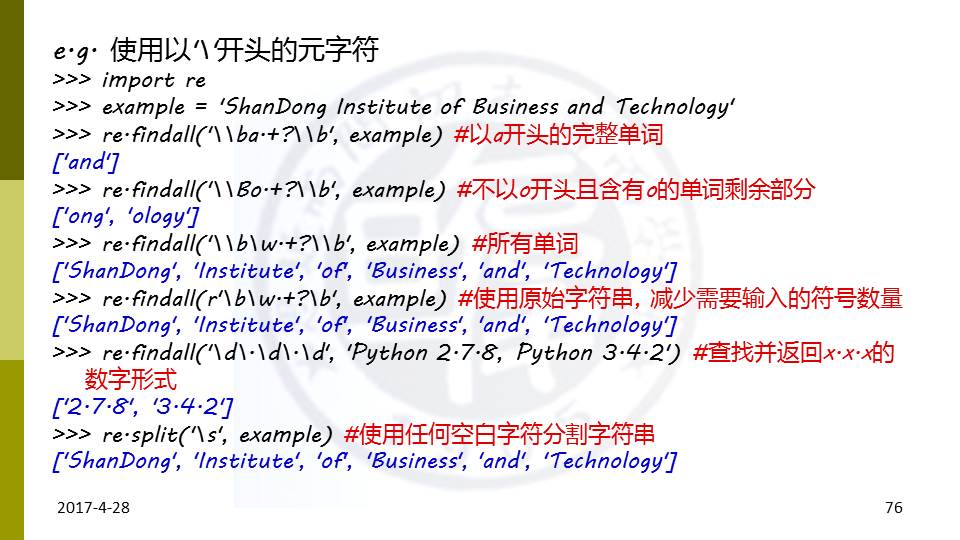 e.g. 使用以'\'开头的元字符
>>> import re
>>> example = 'ShanDong Institute of Business and Technology'
>>> re.findall('\\ba.+?\\b', example) #以a开头的完整单词
['and']
>>> re.findall('\\Bo.+?\\b', example) #不以o开头且含有o的单词剩余部分
['ong', 'ology']
>>> re.findall('\\b\w.+?\\b', example) #所有单词
['ShanDong', 'Institute', 'of', 'Business', 'and', 'Technology']
>>> re.findall(r'\b\w.+?\b', example) #使用原始字符串，减少需要输入的符号数量
['ShanDong', 'Institute', 'of', 'Business', 'and', 'Technology']
>>> re.findall('\d\.\d\.\d', 'Python 2.7.8, Python 3.4.2') #查找并返回x.x.x的
数字形式
['2.7.8', '3.4.2']
>>> re.split('\s', example) #使用任何空白字符分割字符串
['ShanDong', 'Institute', 'of', 'Business', 'and', 'Technology']
2017-4-28
76